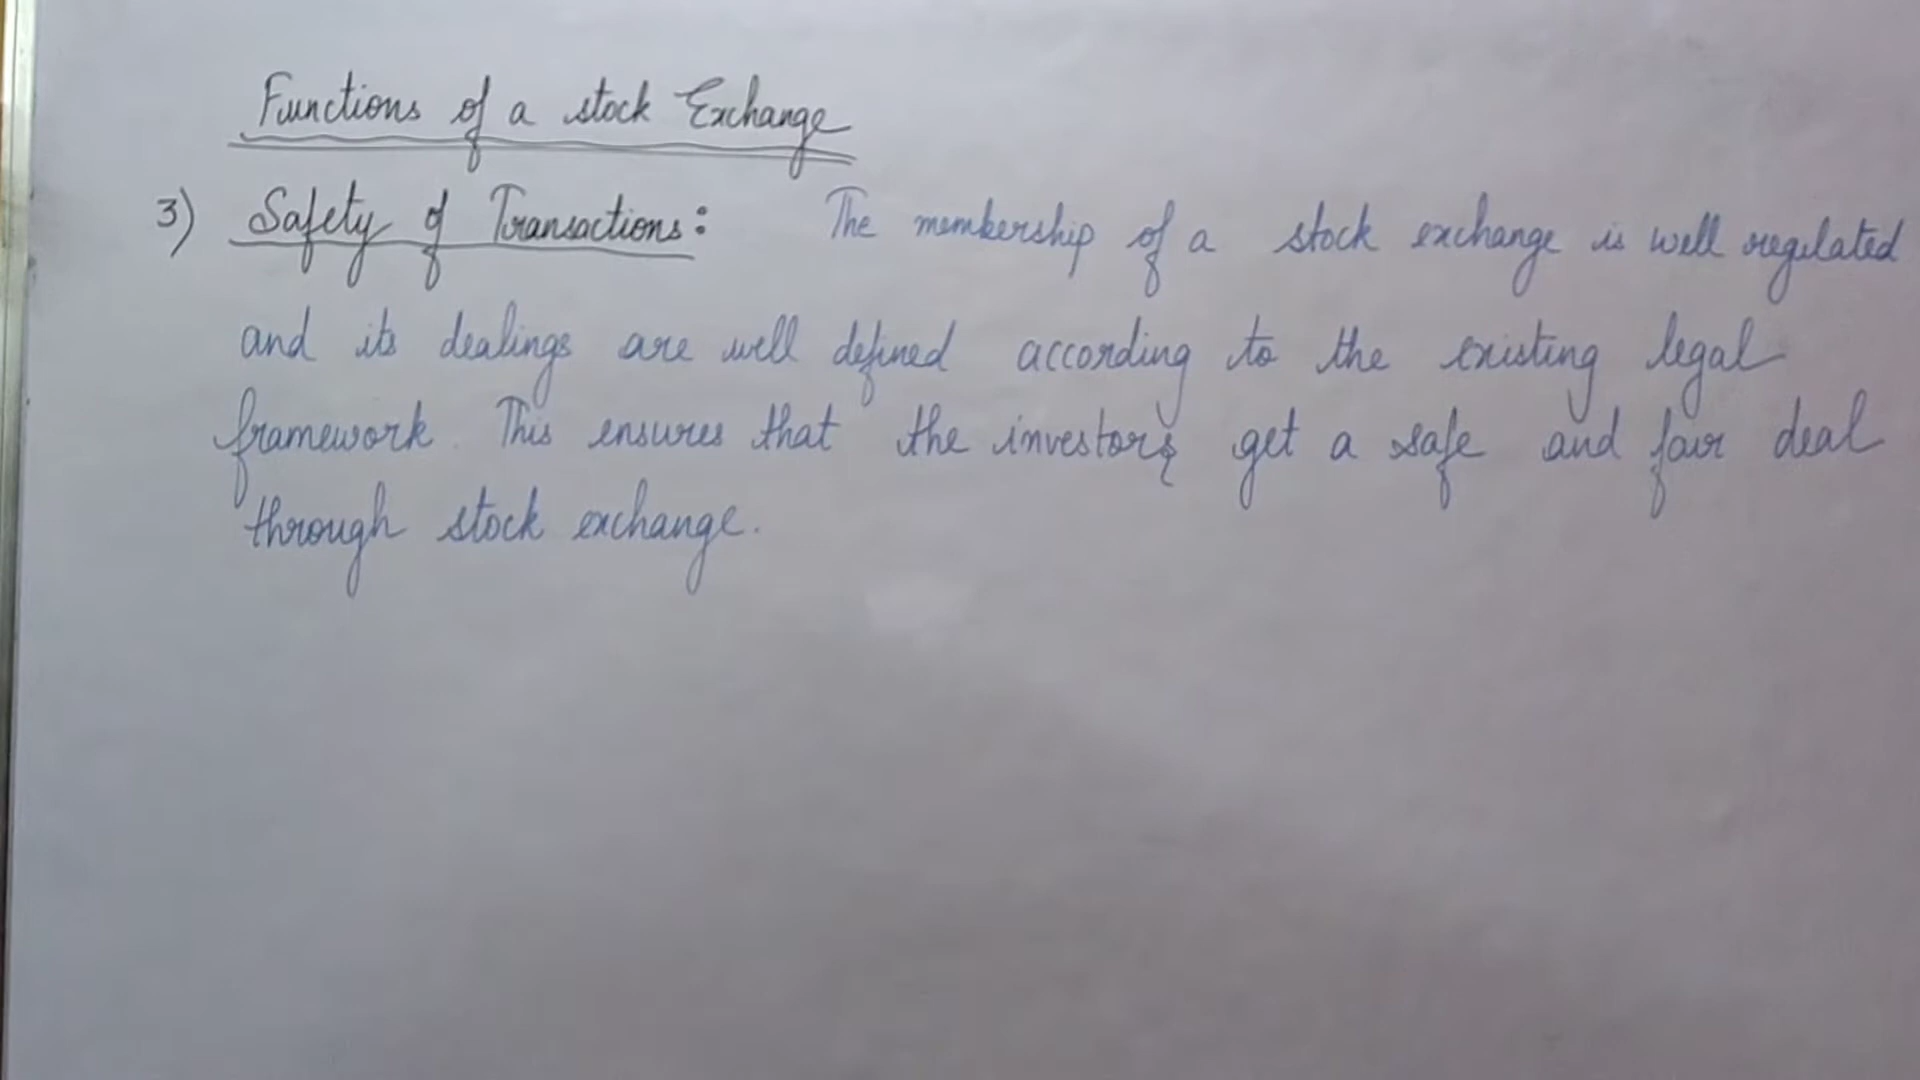 Functions of a stock Exchange
3) Safety of Transactions: The membership of a stock exchange is well regulated
and its dealings are well defined according to the existing legal
framework. This ensures that the investors get a safe and fair deal
through stock exchange.